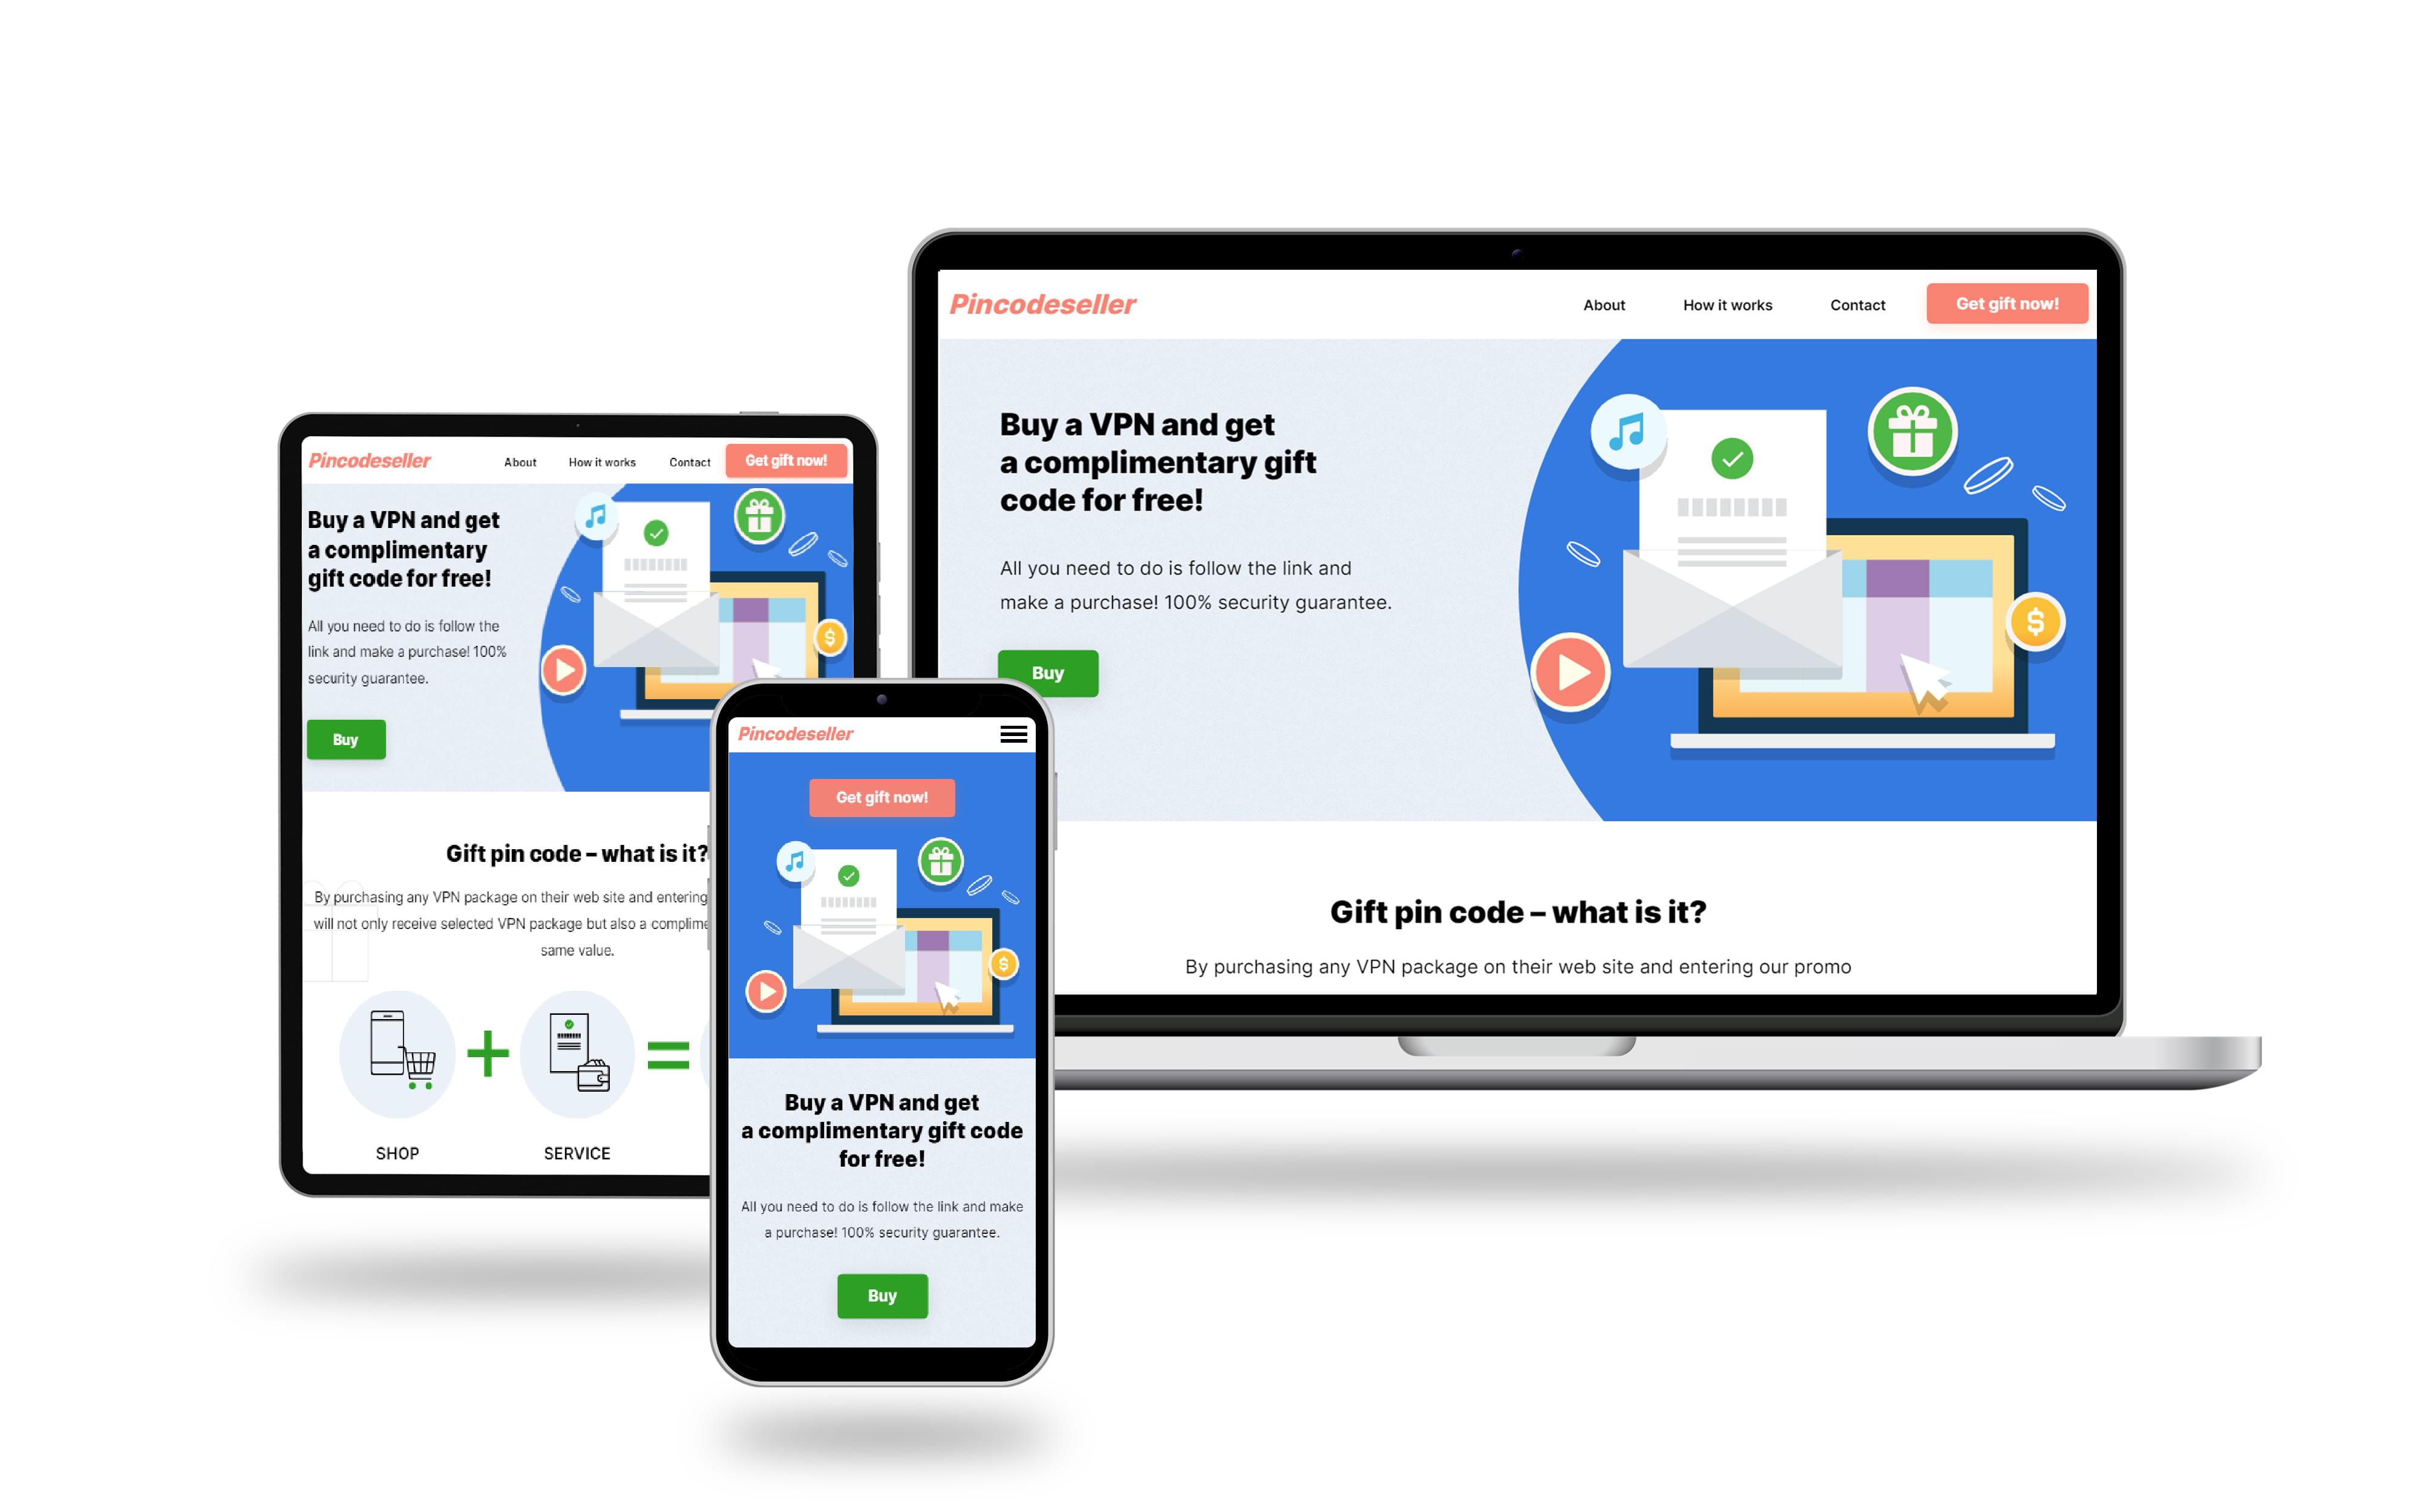 Pincodeseller
About How it works Contact Get gift now!
Buy a VPN and get
a complimentary gift
code for free!
All you need to do is follow the link and
make a purchase! 100% security guarantee.
Buy
$
Gift pin code – what is it?
By purchasing any VPN package on their web site and entering our promo
Pincodeseller
About How it works Contact Get gift now!
Buy a VPN and get
a complimentary
gift code for free!
All you need to do is follow the
link and make a purchase! 100%
security guarantee.
Buy
$
Gift pin code – what is it?
By purchasing any VPN package on their web site and entering
will not only receive selected VPN package but also a complime
same value.
SHOP SERVICE
Pincodeseller
Get gift now!
$
Buy a VPN and get
a complimentary gift code
for free!
All you need to do is follow the link and make
a purchase! 100% security guarantee.
Buy